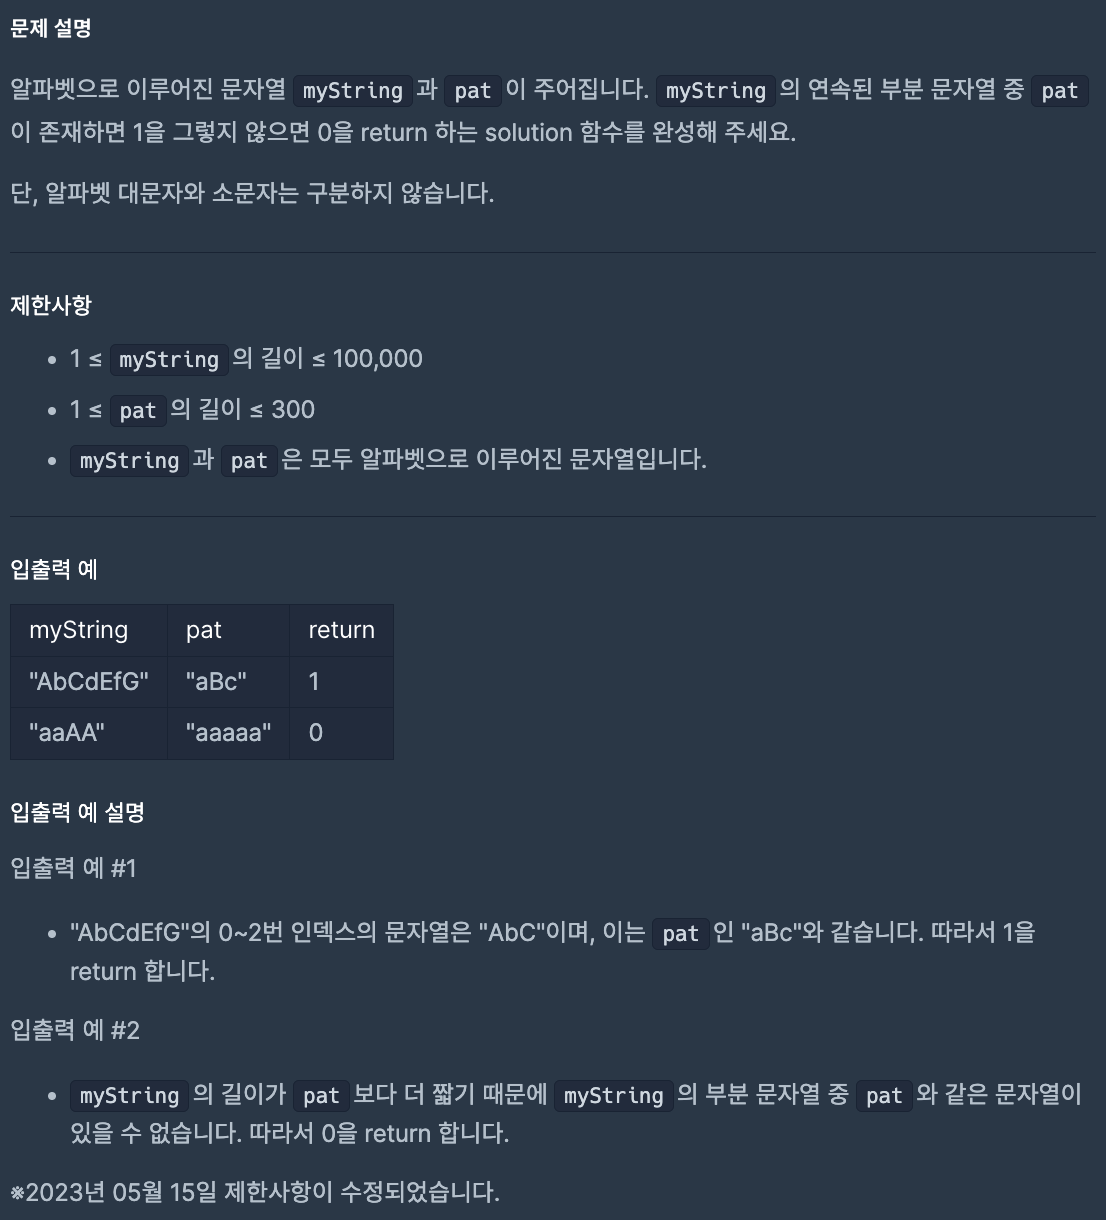 문제 설명
알파벳으로 이루어진 문자열 myString과 pat이 주어집니다. myString의 연속된 부분 문자열 중 pat
이 존재하면 1을 그렇지 않으면 0을 return 하는 solution 함수를 완성해 주세요.
단, 알파벳 대문자와 소문자는 구분하지 않습니다.
제한사항
• 1 ≤ myString의 길이 ≤ 100,000
• 1 ≤ pat의 길이 ≤ 300
• myString과 pat은 모두 알파벳으로 이루어진 문자열입니다.
입출력 예
myString pat return
"AbCdEfG" "aBc" 1
"aaAA" "aaaaa" 0
입출력 예 설명
입출력 예 #1
• "AbCdEfG"의 0~2번 인덱스의 문자열은 "AbC"이며, 이는 pat인 "aBc"와 같습니다. 따라서 1을
return 합니다.
입출력 예 #2
• myString의 길이가 pat보다 더 짧기 때문에 myString의 부분 문자열 중 pat와 같은 문자열이
있을 수 없습니다. 따라서 0을 return 합니다.
※2023년 05월 15일 제한사항이 수정되었습니다.